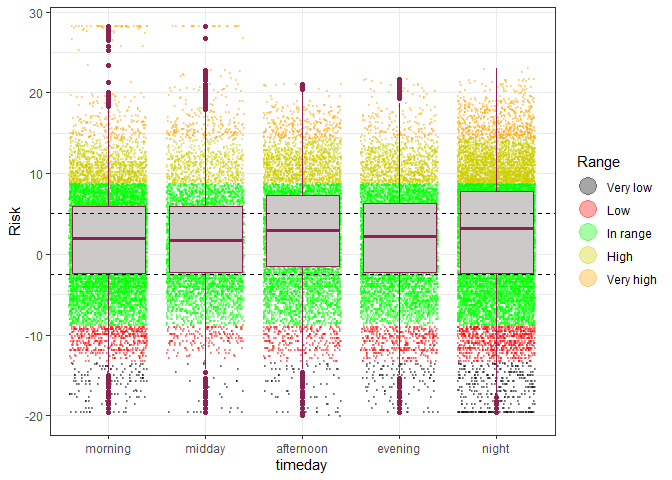 30
20
10
0
-10
-20
Risk
morning midday afternoon evening night
timeday
Range
Very low
Low
In range
High
Very high